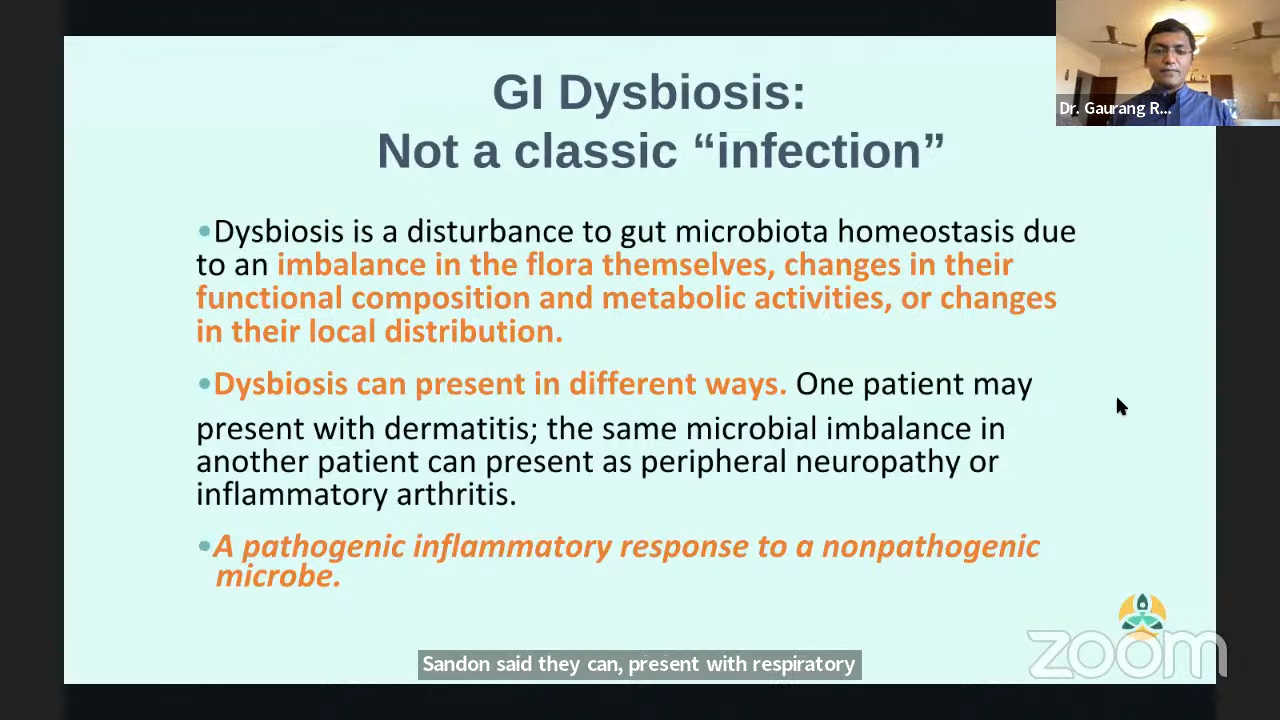 Dr. Gaurang R...
GI Dysbiosis:
Not a classic “infection”
•Dysbiosis is a disturbance to gut microbiota homeostasis due
to an imbalance in the flora themselves, changes in their
functional composition and metabolic activities, or changes
in their local distribution.
•Dysbiosis can present in different ways. One patient may
present with dermatitis; the same microbial imbalance in
another patient can present as peripheral neuropathy or
inflammatory arthritis.
•A pathogenic inflammatory response to a nonpathogenic
microbe.
zoom
Sandon said they can, present with respiratory